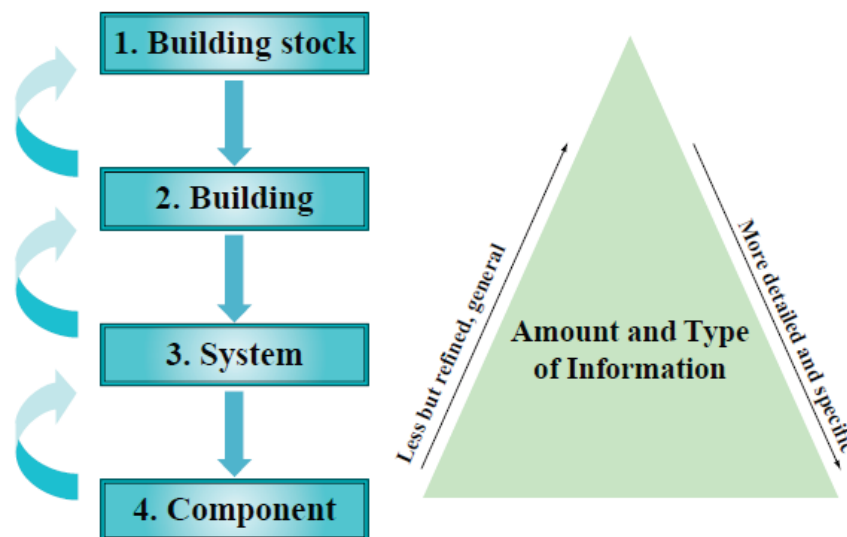 1. Building stock
2. Building
3. System
4. Component
Less but refined, general
Amount and Type
of Information
More detailed and specific